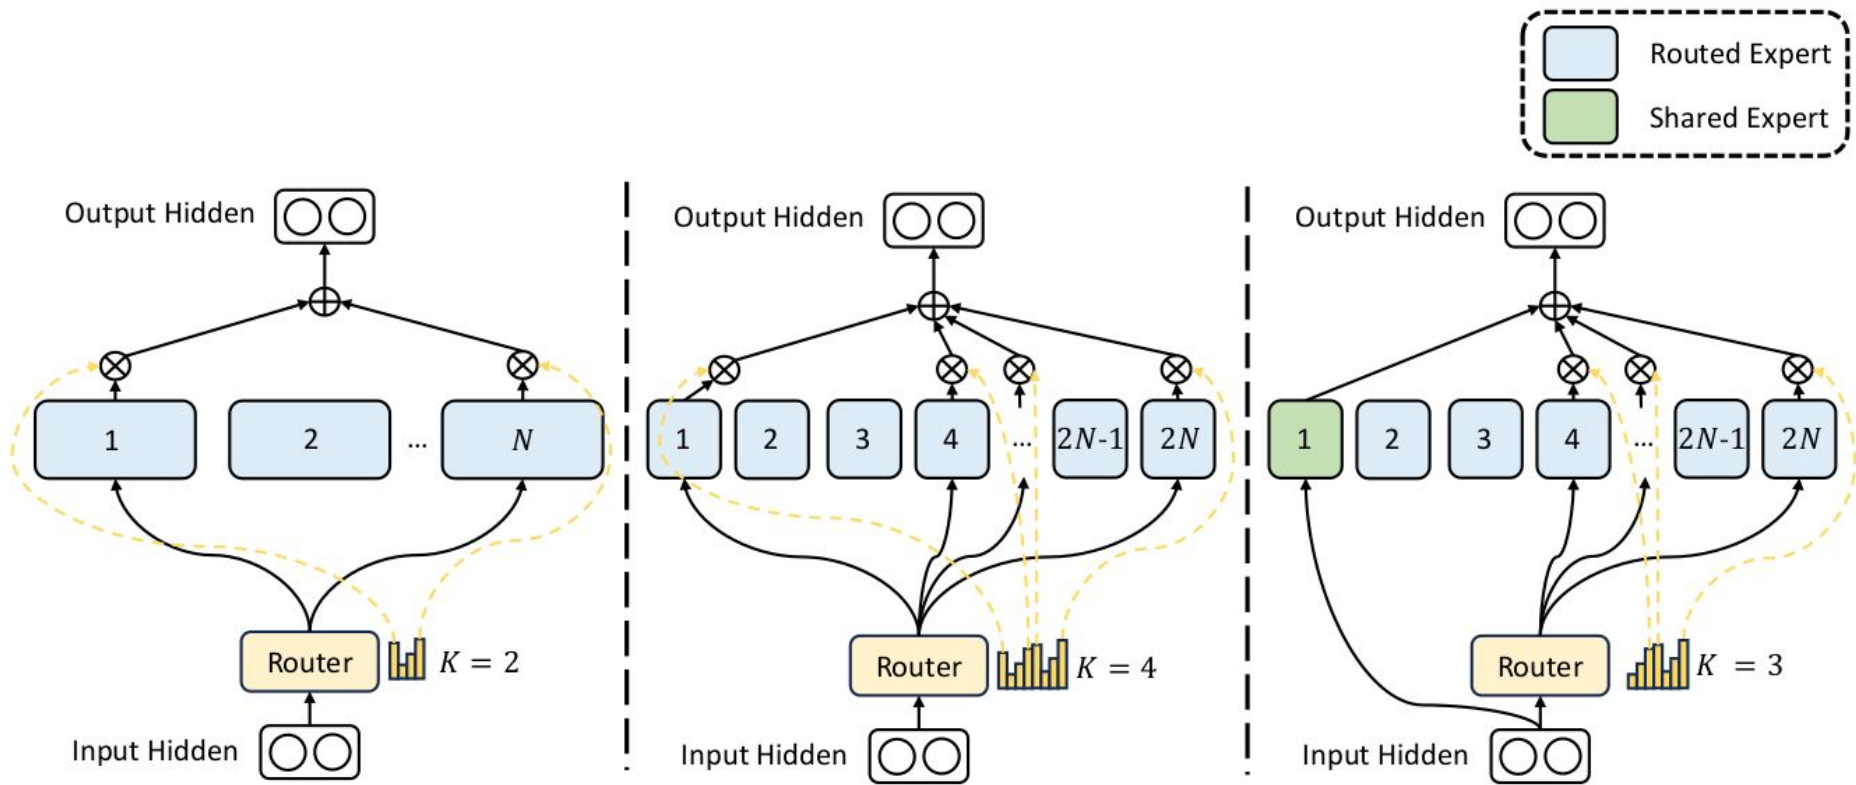 Routed Expert
Shared Expert
Output Hidden
1
2
...
N
Router
K = 2
Input Hidden
Output Hidden
1
2
3
4
...
2N-1
2N
Router
K = 4
Input Hidden
Output Hidden
1
2
3
4
...
2N-1
2N
Router
K = 3
Input Hidden